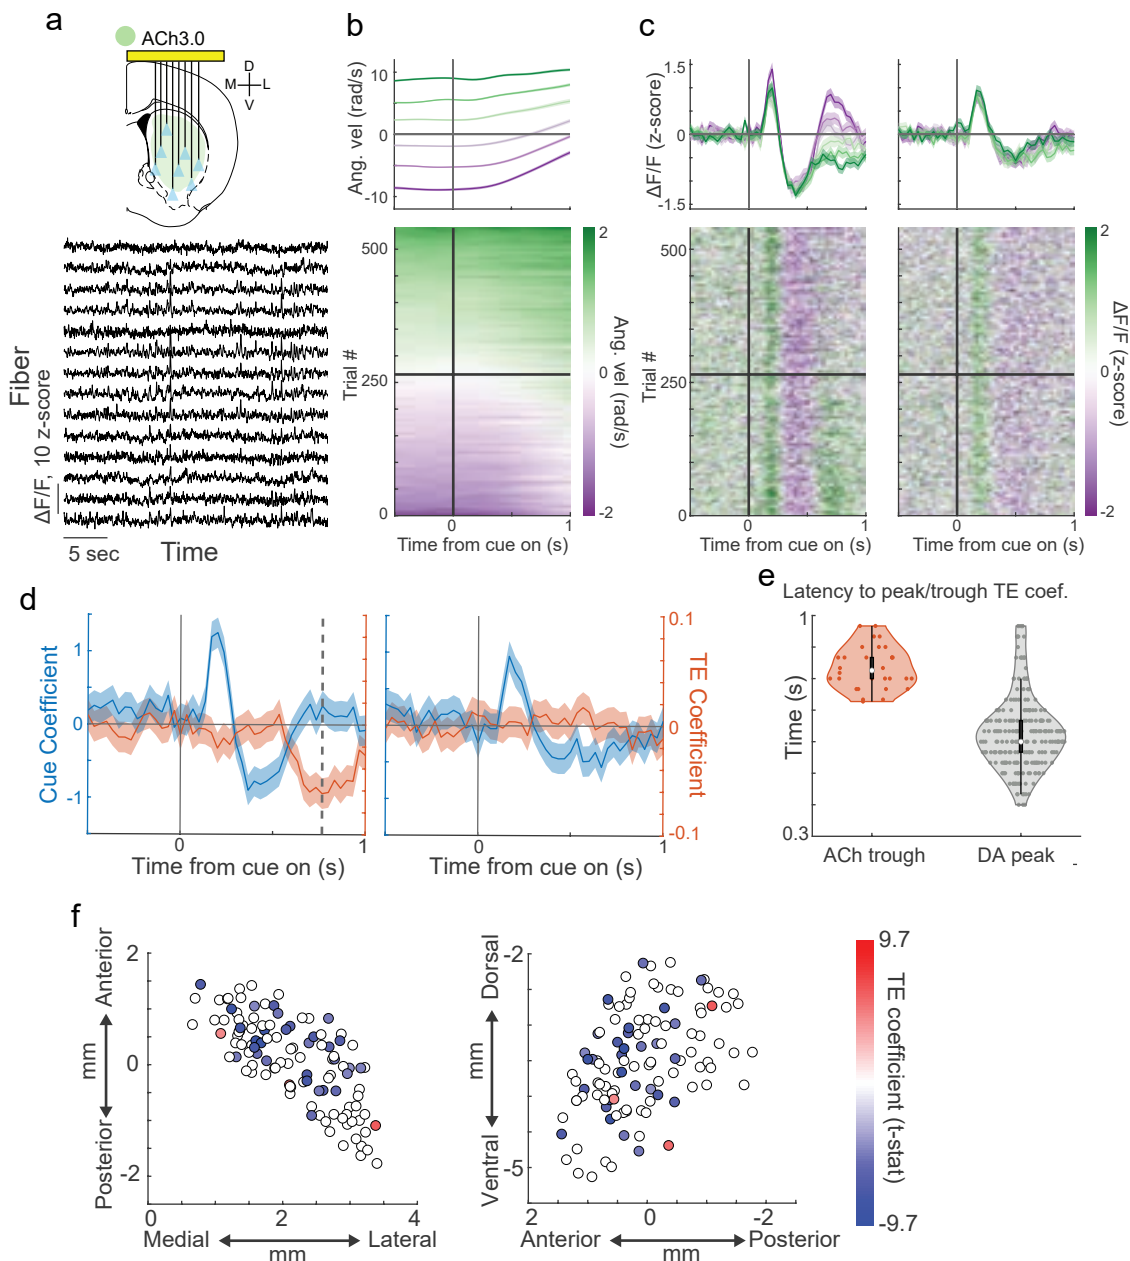 a
ACh3.0
D
M
L
V
Fiber
ΔF/F, 10 z-score
5 sec
Time
b
Ang. vel (rad/s)
10
0
-10
Trial #
500
250
0
0
1
Time from cue on (s)
2
0
-2
Ang. vel (rad/s)
c
ΔF/F (z-score)
1.5
0
-1.5
Trial #
500
250
0
0
1
Time from cue on (s)
0
1
Time from cue on (s)
2
0
-2
ΔF/F (z-score)
d
Cue Coefficient
1
0
-1
0
1
Time from cue on (s)
0
1
Time from cue on (s)
0.1
0
-0.1
TE Coefficient
e
Latency to peak/trough TE coef.
Time (s)
1
0.3
ACh trough
DA peak
f
Anterior
mm
Posterior
2
0
-2
0
2
4
Medial
Lateral
mm
Dorsal
mm
Ventral
-2
-5
2
0
-2
Anterior
Posterior
mm
9.7
-9.7
TE coefficient (t-stat)